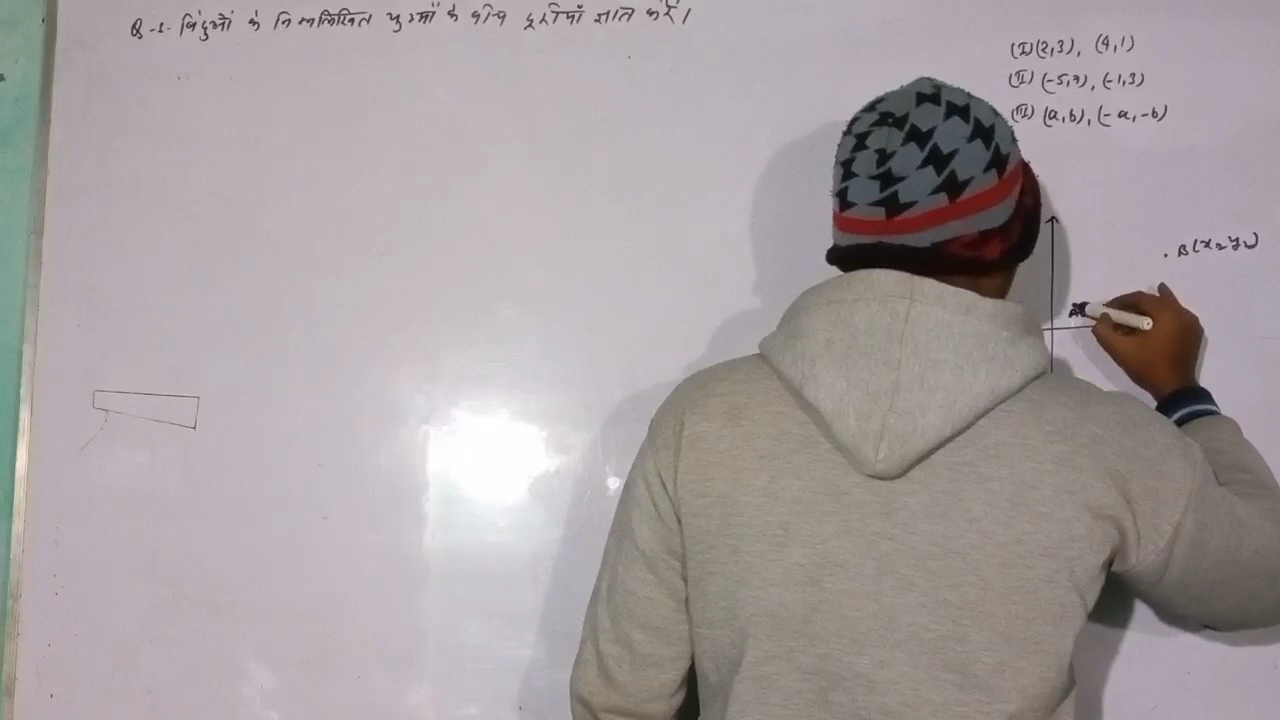 Q-1. बिंदुओं के निम्नलिखित युग्मों के बीच दूरीयाँ ज्ञात करें।
(I) (2,3), (4,1)
(II) (-5,7), (-1,3)
(III) (a,b), (-a,-b)
. B(x₂ y₂)